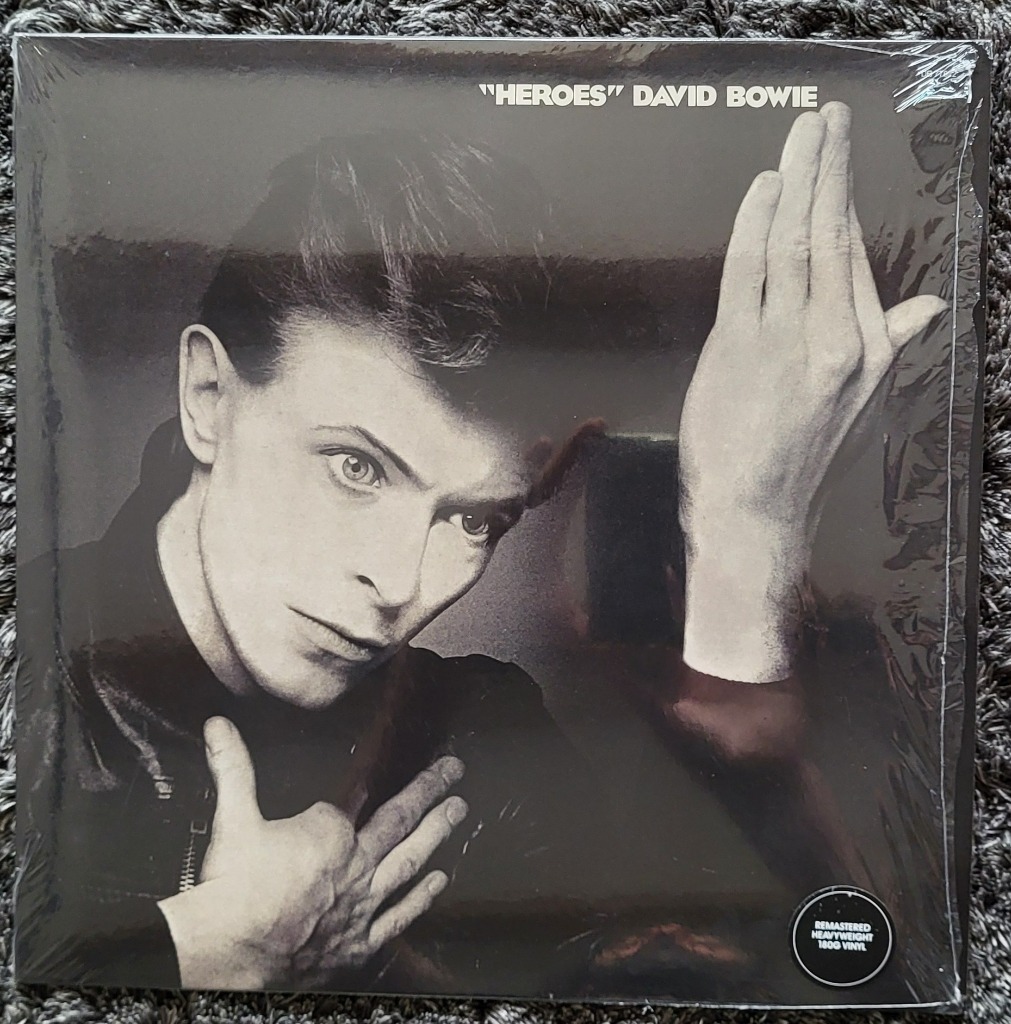 "HEROES" DAVID BOWIE
REMASTERED
HEAVYWEIGHT
180G VINYL